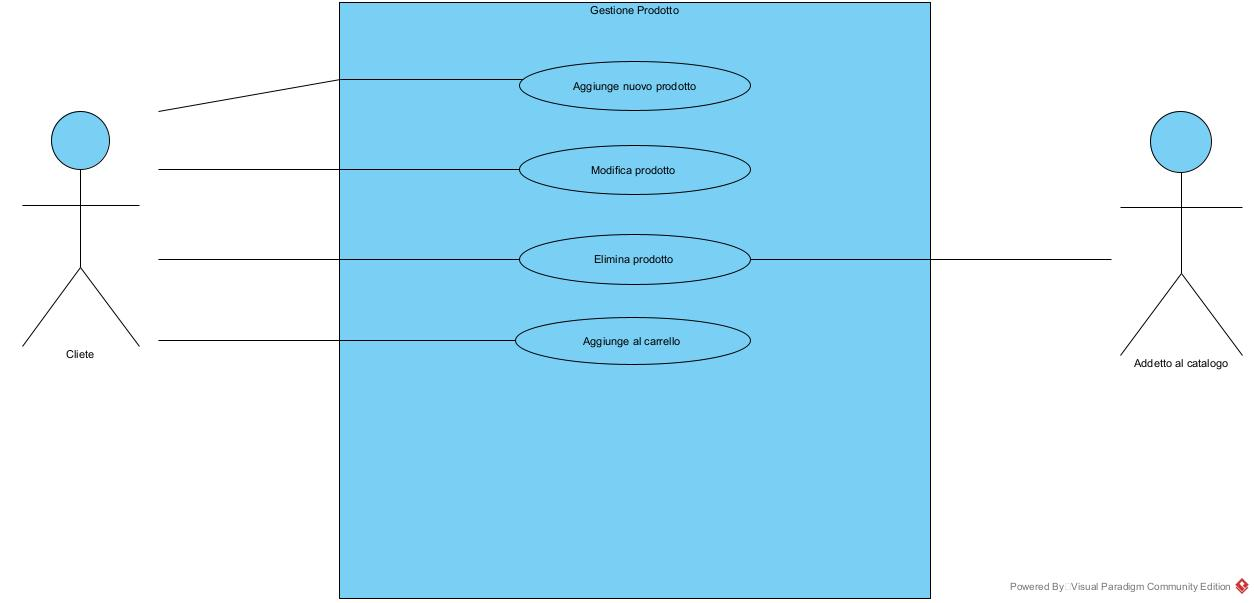 Gestione Prodotto
Aggiunge nuovo prodotto
Modifica prodotto
Elimina prodotto
Aggiunge al carrello
Cliete
Addetto al catalogo
Powered By Visual Paradigm Community Edition